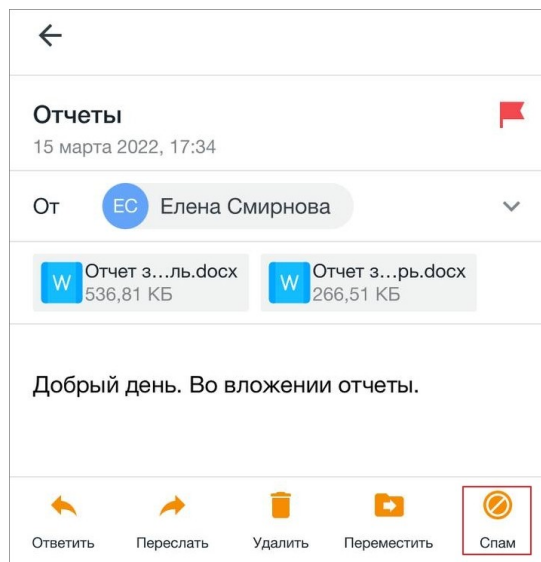 Отчеты
15 марта 2022, 17:34
От ЕС Елена Смирнова
W Отчет з...ль.docx W Отчет з...рь.docx
536,81 КБ 266,51 КБ
Добрый день. Во вложении отчеты.
Ответить Переслать Удалить Переместить Спам